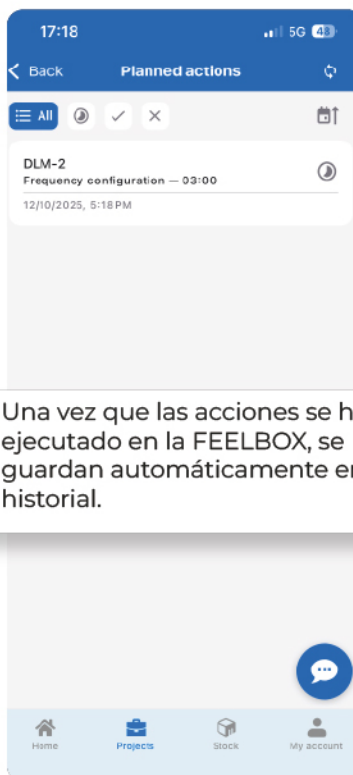 17:18
5G 48
Back
Planned actions
All
DLM-2
Frequency configuration — 03:00
12/10/2025, 5:18 PM
Una vez que las acciones se h
ejecutado en la FEELBOX, se
guardan automáticamente en
historial.
Home
Projects
Stock
My account